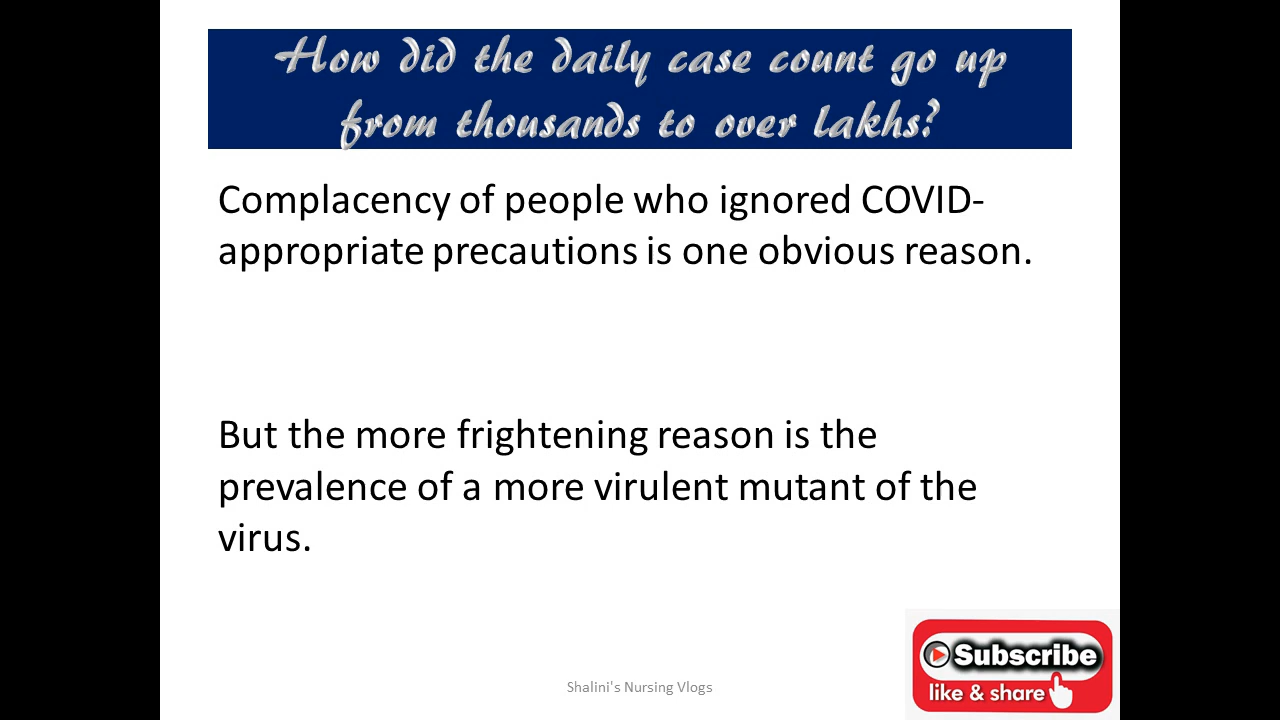 How did the daily case count go up
from thousands to over lakhs?
Complacency of people who ignored COVID-
appropriate precautions is one obvious reason.
But the more frightening reason is the
prevalence of a more virulent mutant of the
virus.
Subscribe
like & share
Shalini's Nursing Vlogs